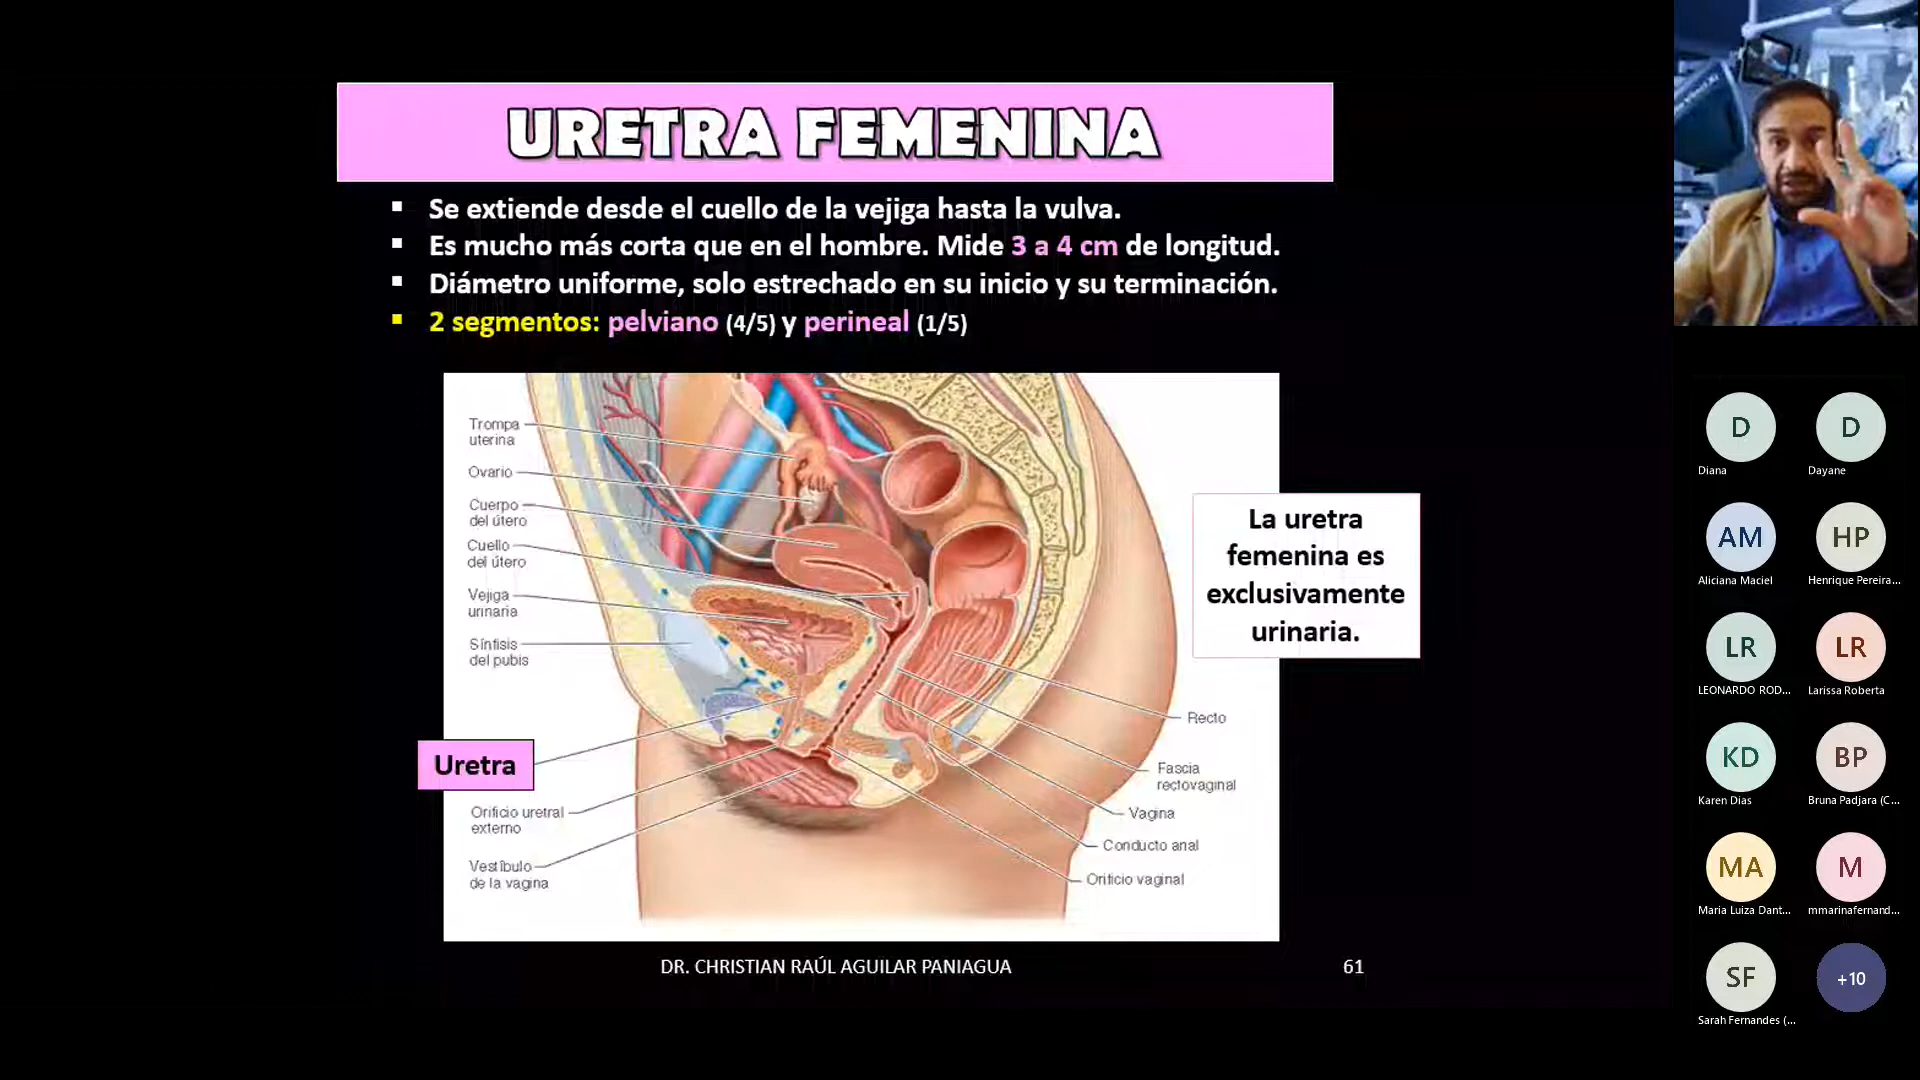 URETRA FEMENINA
▪ Se extiende desde el cuello de la vejiga hasta la vulva.
▪ Es mucho más corta que en el hombre. Mide 3 a 4 cm de longitud.
▪ Diámetro uniforme, solo estrechado en su inicio y su terminación.
▪ 2 segmentos: pelviano (4/5) y perineal (1/5)
Trompa
uterina
Ovario
Cuerpo
del útero
Cuello
del útero
Vejiga
urinaria
Sínfisis
del pubis
Uretra
Orificio uretral
externo
Vestíbulo
de la vagina
La uretra
femenina es
exclusivamente
urinaria.
Recto
Fascia
rectovaginal
Vagina
Conducto anal
Orificio vaginal
DR. CHRISTIAN RAÚL AGUILAR PANIAGUA
61
D
Diana
D
Dayane
AM
Aliciana Maciel
HP
Henrique Pereira...
LR
LEONARDO ROD...
LR
Larissa Roberta
KD
Karen Dias
BP
Bruna Padjara (C...
MA
Maria Luiza Dant...
M
mmarinafernand...
SF
Sarah Fernandes (...
+10